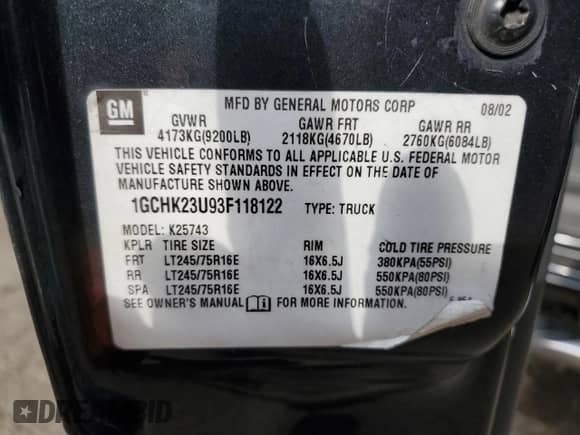 GM
MFD BY GENERAL MOTORS CORP 08/02
GVWR GAWR FRT GAWR RR
4173KG(9200LB) 2118KG(4670LB) 2760KG(6084LB)
THIS VEHICLE CONFORMS TO ALL APPLICABLE U.S. FEDERAL MOTOR
VEHICLE SAFETY STANDARDS IN EFFECT ON THE DATE OF
MANUFACTURE SHOWN ABOVE.
1GCHK23U93F118122 TYPE: TRUCK
MODEL: K25743
KPLR TIRE SIZE RIM COLD TIRE PRESSURE
FRT LT245/75R16E 16X6.5J 380KPA(55PSI)
RR LT245/75R16E 16X6.5J 550KPA(80PSI)
SPA LT245/75R16E 16X6.5J 550KPA(80PSI)
SEE OWNER'S MANUAL FOR MORE INFORMATION.
DREAMBID